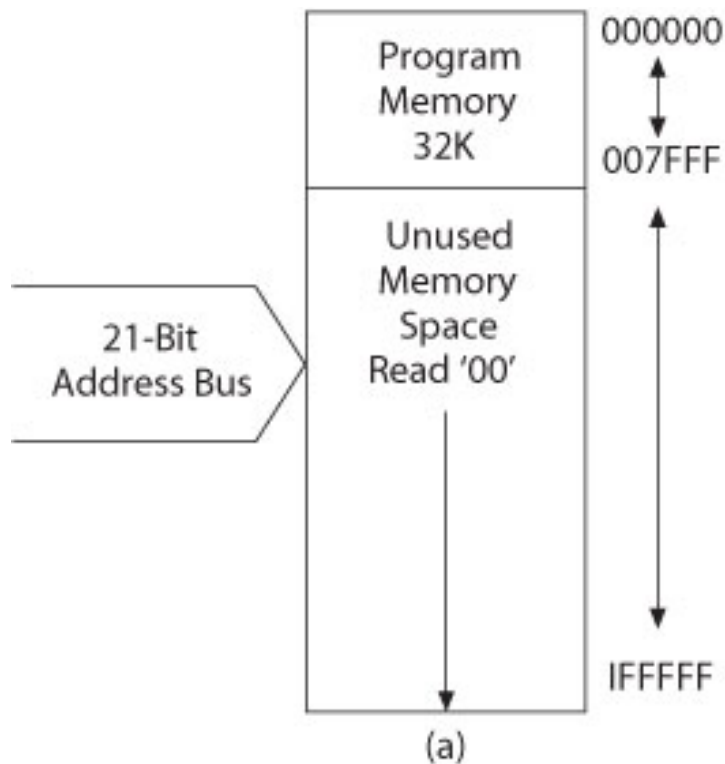 000000
Program
Memory
32K
007FFF
Unused
Memory
Space
Read '00'
21-Bit
Address Bus
IFFFFF
(a)